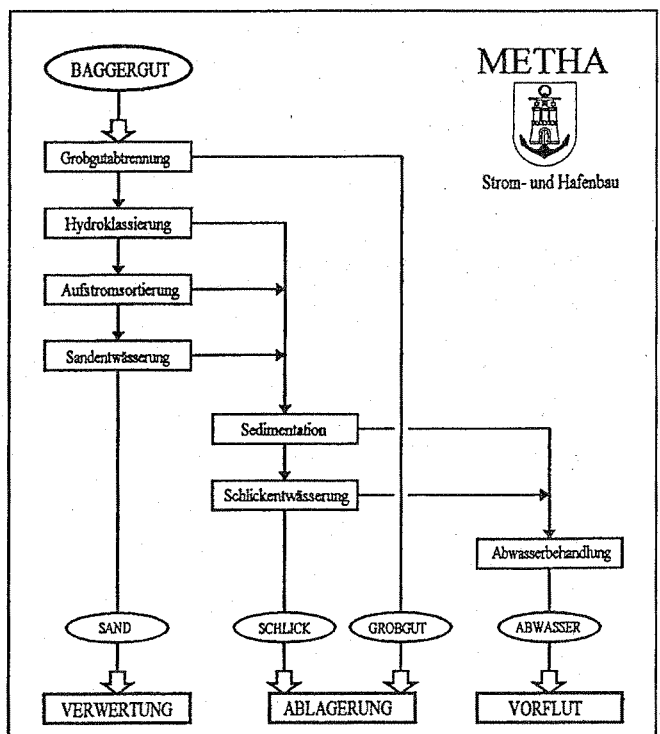 BAGGERGUT
METHA
Strom- und Hafenbau
Grobgutabtrennung
Hydroklassierung
Aufstromsortierung
Sandentwässerung
Sedimentation
Schlickentwässerung
Abwasserbehandlung
SAND
SCHLICK
GROBGUT
ABWASSER
VERWERTUNG
ABLAGERUNG
VORFLUT